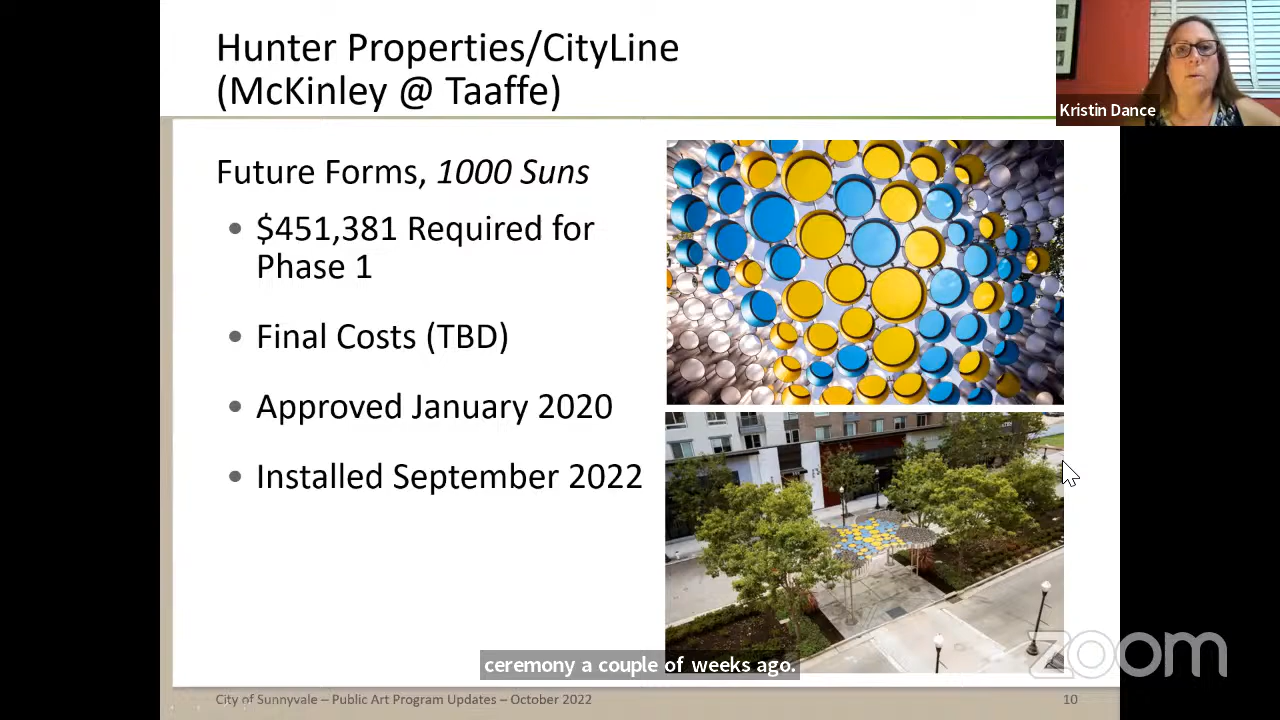 Hunter Properties/CityLine
(McKinley @ Taaffe)
Kristin Dance
Future Forms, 1000 Suns
• $451,381 Required for
Phase 1
• Final Costs (TBD)
• Approved January 2020
• Installed September 2022
ceremony a couple of weeks ago.
zoom
City of Sunnyvale – Public Art Program Updates – October 2022
10